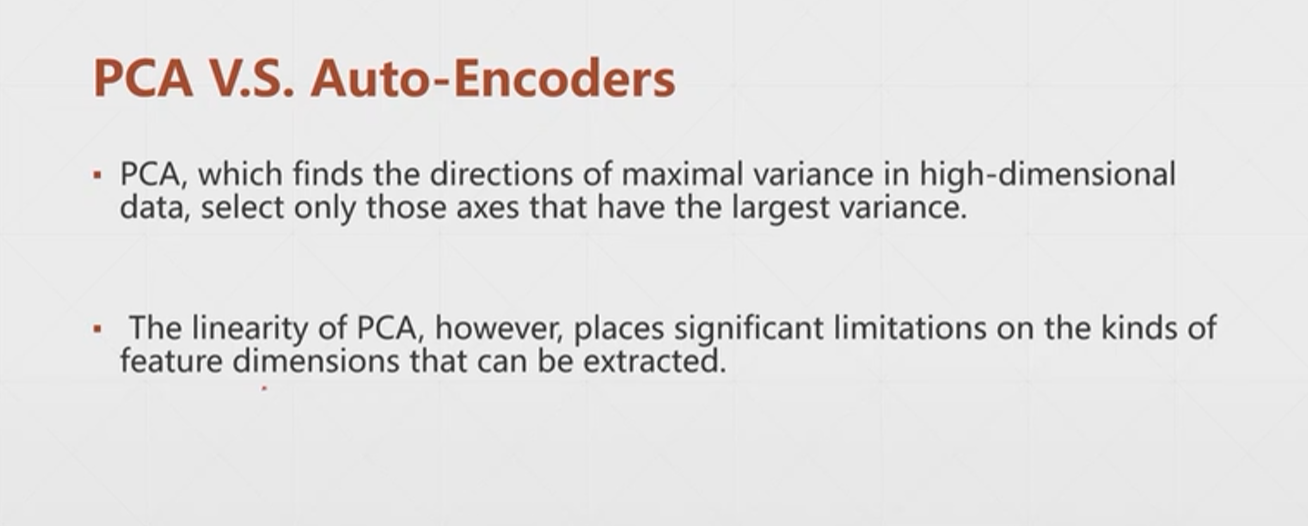 PCA V.S. Auto-Encoders
▪ PCA, which finds the directions of maximal variance in high-dimensional
data, select only those axes that have the largest variance.
▪ The linearity of PCA, however, places significant limitations on the kinds of
feature dimensions that can be extracted.